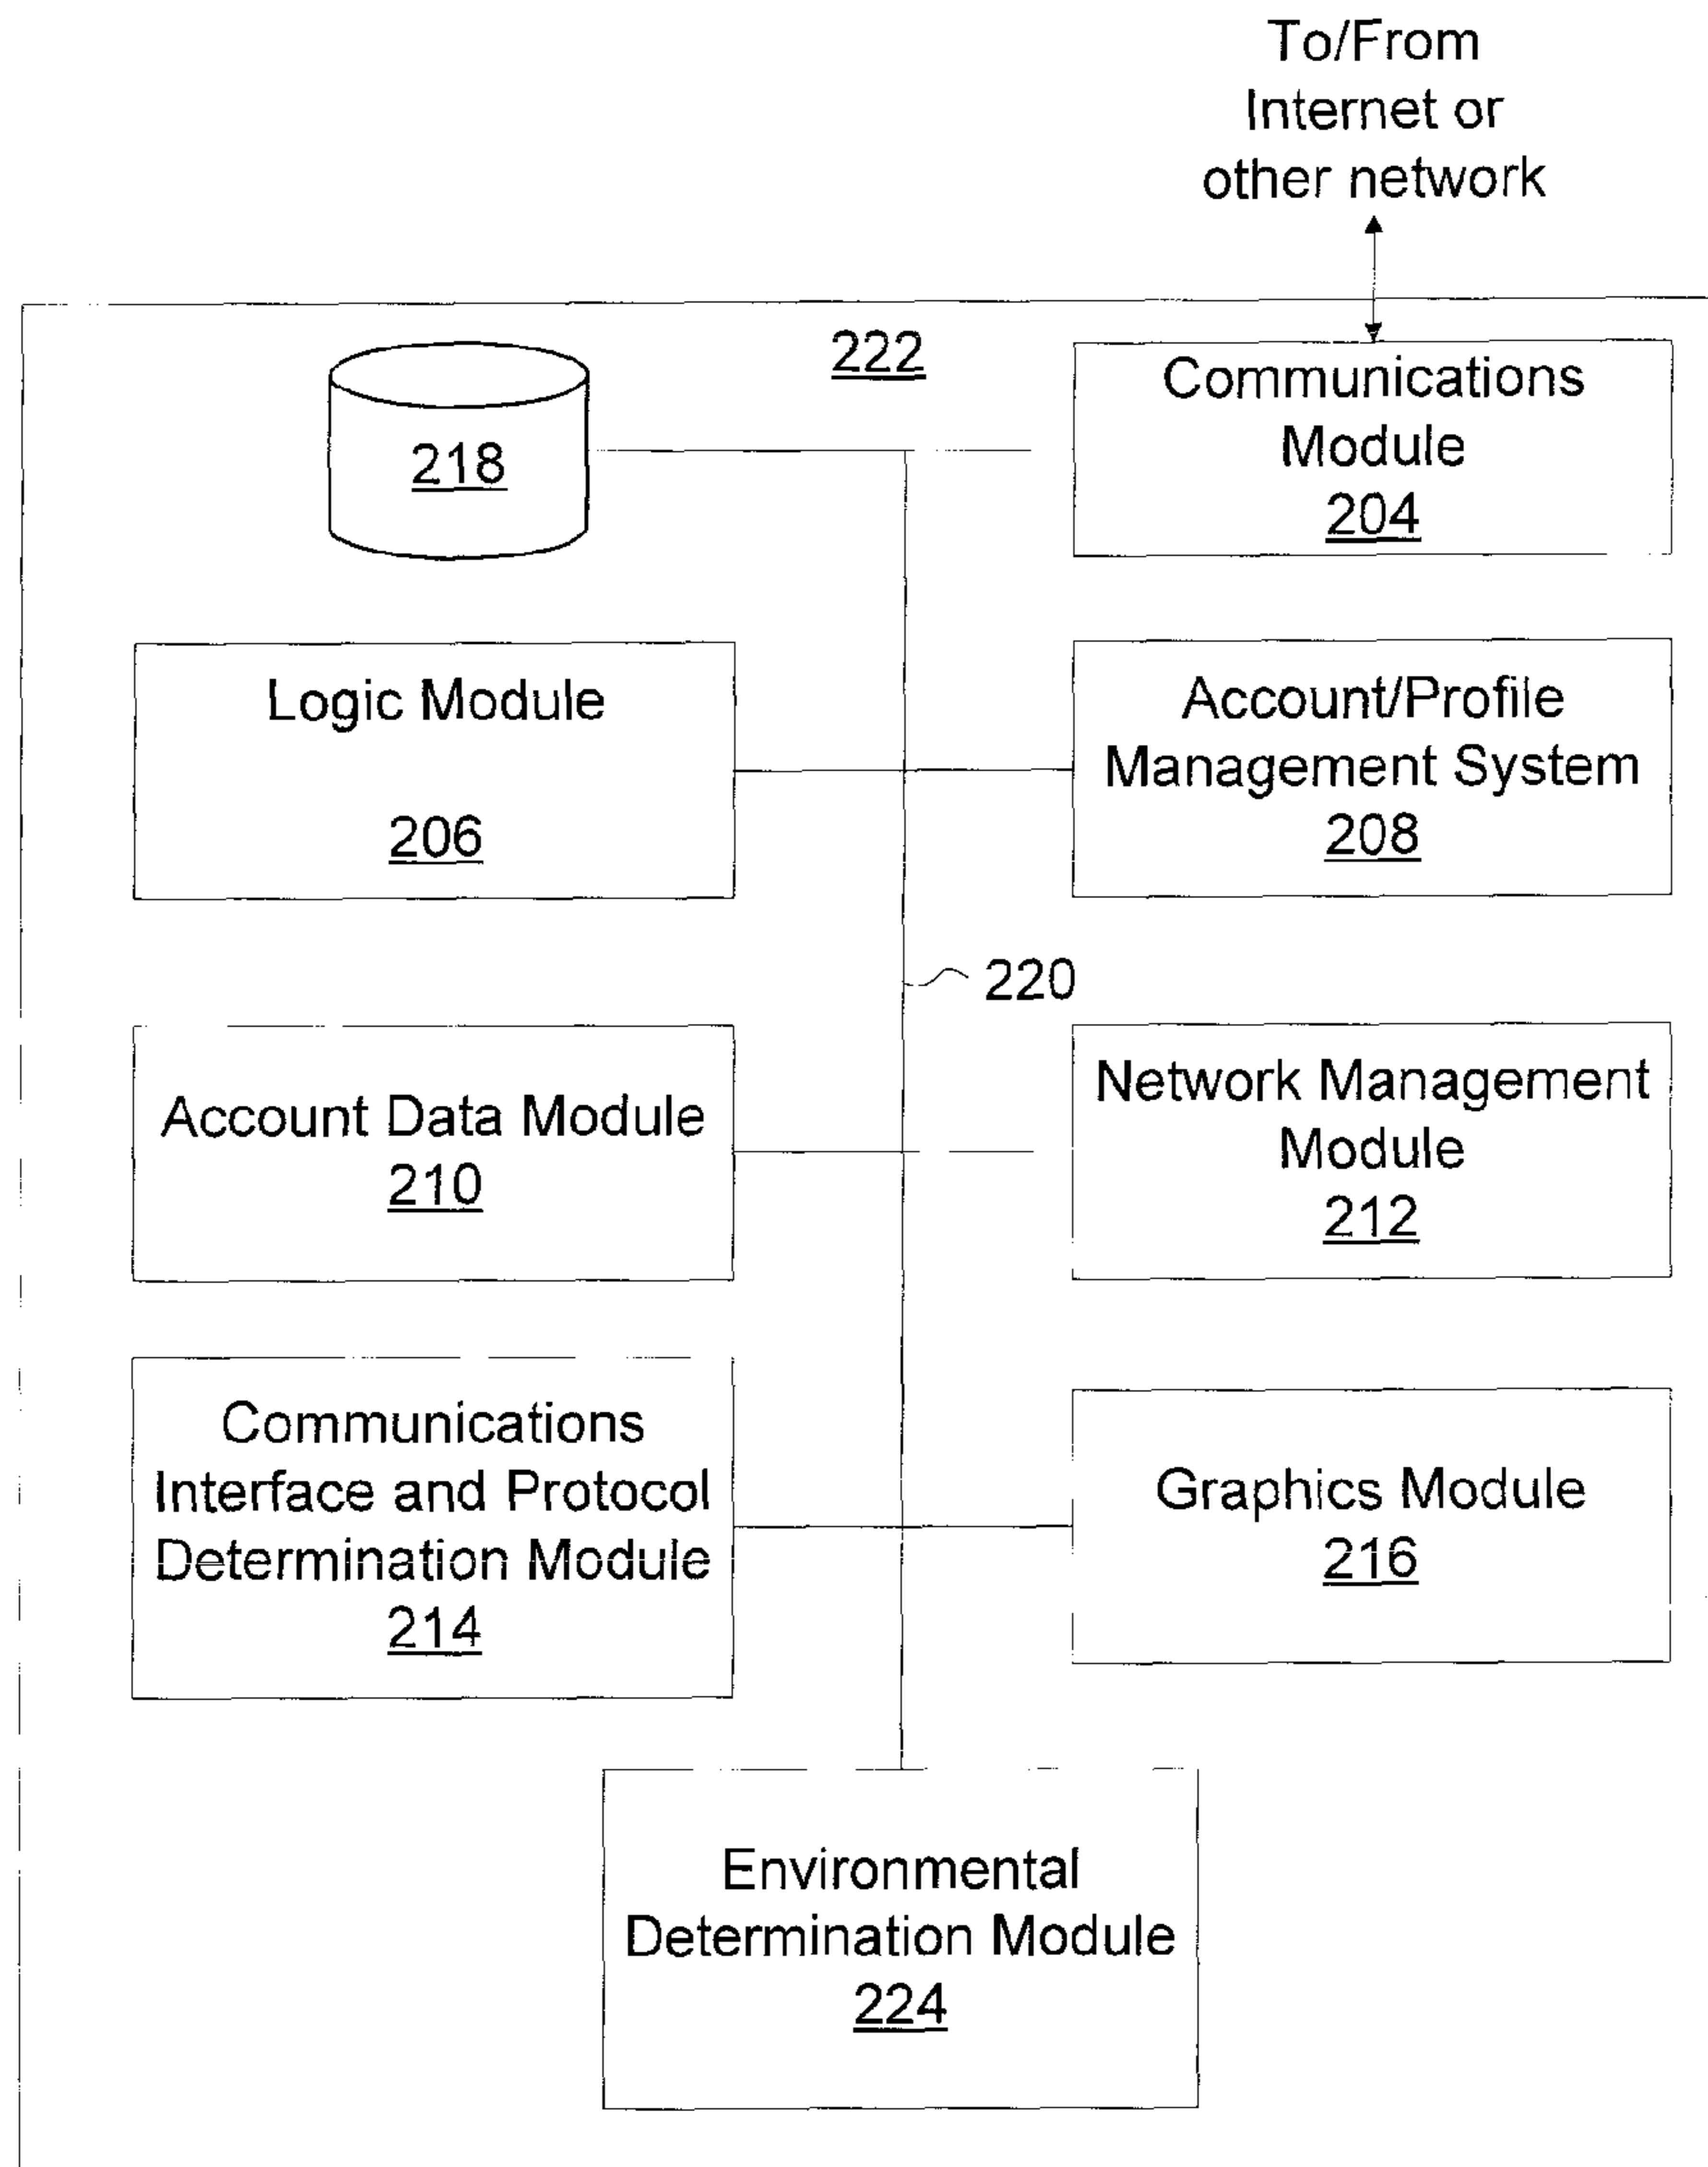 To/From
Internet or
other network
222
218
Communications
Module
204
Logic Module
206
Account/Profile
Management System
208
220
Account Data Module
210
Network Management
Module
212
Communications
Interface and Protocol
Determination Module
214
Graphics Module
216
Environmental
Determination Module
224